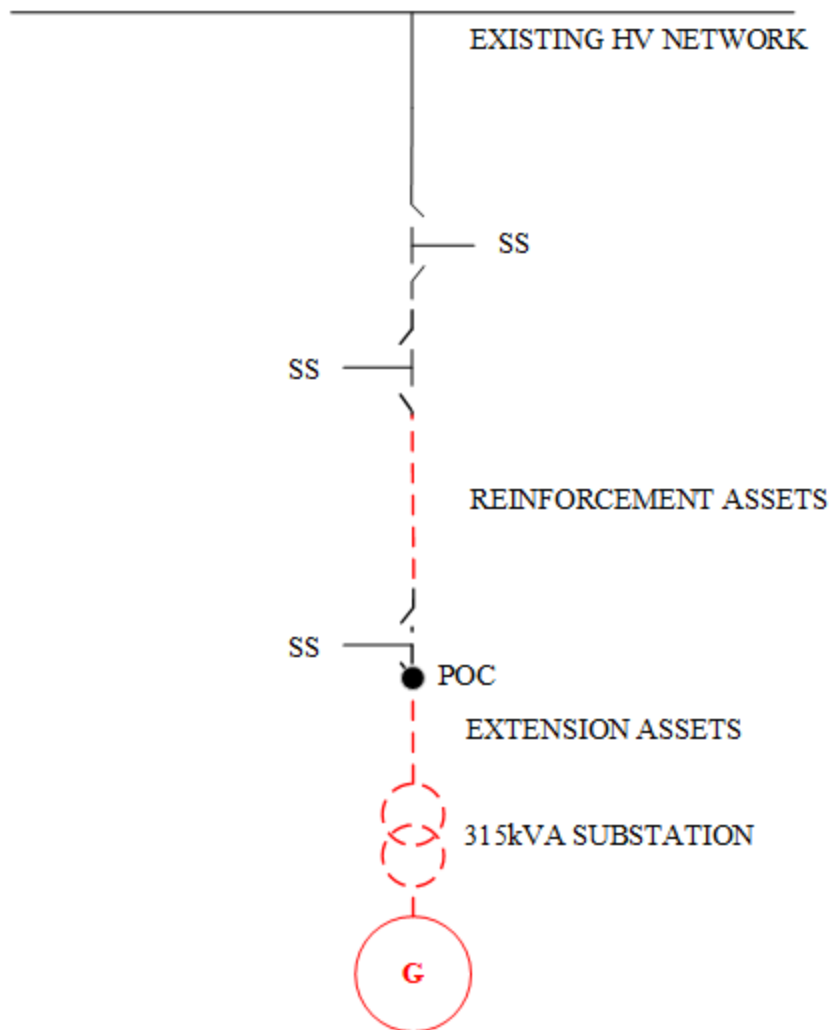 EXISTING HV NETWORK
SS
SS
REINFORCEMENT ASSETS
SS
POC
EXTENSION ASSETS
315kVA SUBSTATION
G